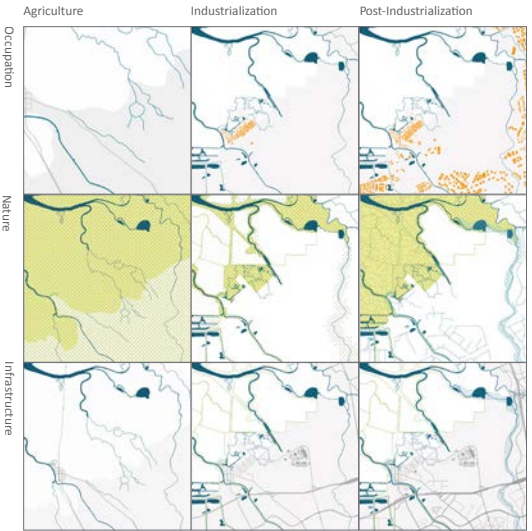 Agriculture
Industrialization
Post-Industrialization
Occupation
Nature
Infrastructure